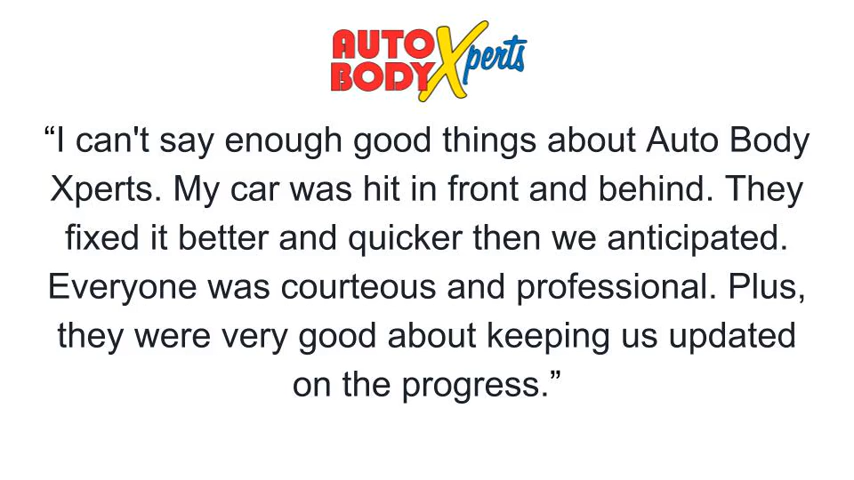 AUTO
BODY Xperts
“I can't say enough good things about Auto Body
Xperts. My car was hit in front and behind. They
fixed it better and quicker then we anticipated.
Everyone was courteous and professional. Plus,
they were very good about keeping us updated
on the progress.”